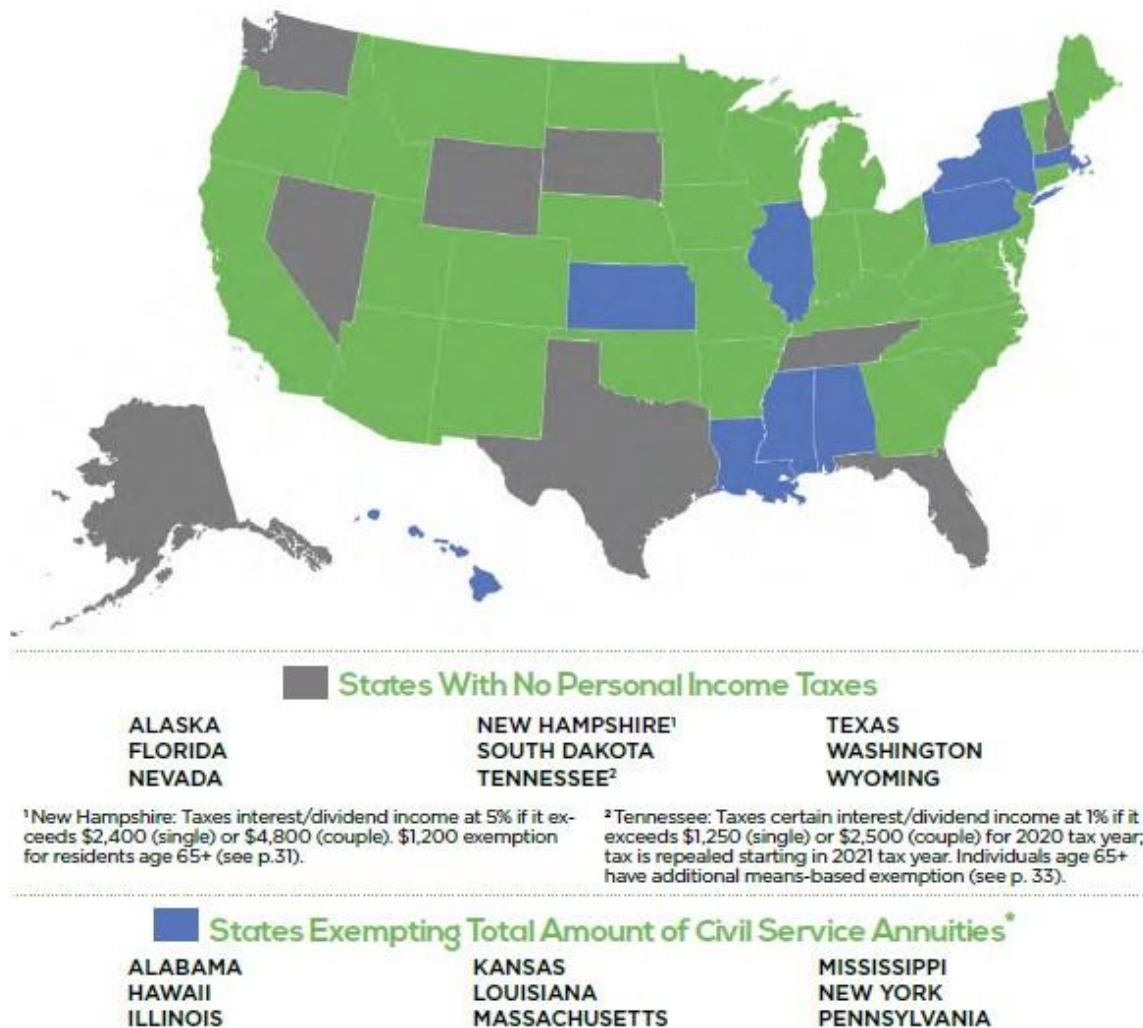 States With No Personal Income Taxes
ALASKA NEW HAMPSHIRE¹ TEXAS
FLORIDA SOUTH DAKOTA WASHINGTON
NEVADA TENNESSEE² WYOMING
¹New Hampshire: Taxes interest/dividend income at 5% if it ex-
ceeds $2,400 (single) or $4,800 (couple). $1,200 exemption
for residents age 65+ (see p.31).
²Tennessee: Taxes certain interest/dividend income at 1% if it
exceeds $1,250 (single) or $2,500 (couple) for 2020 tax year;
tax is repealed starting in 2021 tax year. Individuals age 65+
have additional means-based exemption (see p. 33).
States Exempting Total Amount of Civil Service Annuities*
ALABAMA KANSAS MISSISSIPPI
HAWAII LOUISIANA NEW YORK
ILLINOIS MASSACHUSETTS PENNSYLVANIA